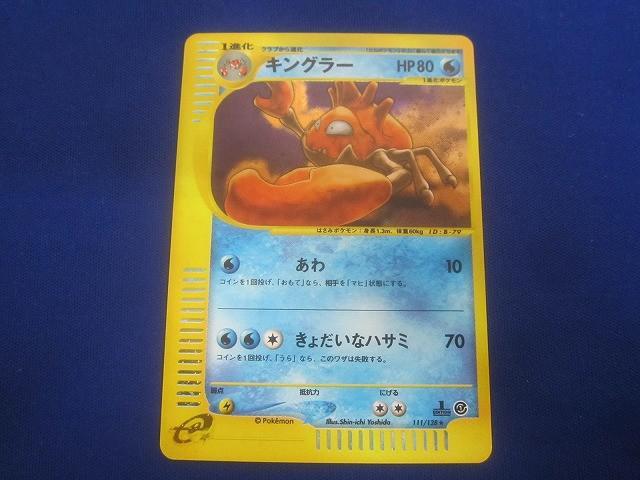 1進化 クラブから進化
キングラー HP80
1進化ポケモン
はさみポケモン:身長1.3m、体重60kg ID:B-79
あわ 10
コインを1回投げ、「おもて」なら、相手を「マヒ」状態にする。
きょだいなハサミ 70
コインを1回投げ、「うら」なら、このワザは失敗する。
弱点 抵抗力 にげる
1 EDITION
© Pokémon Illus.Shin-ichi Yoshida 111/128★
e